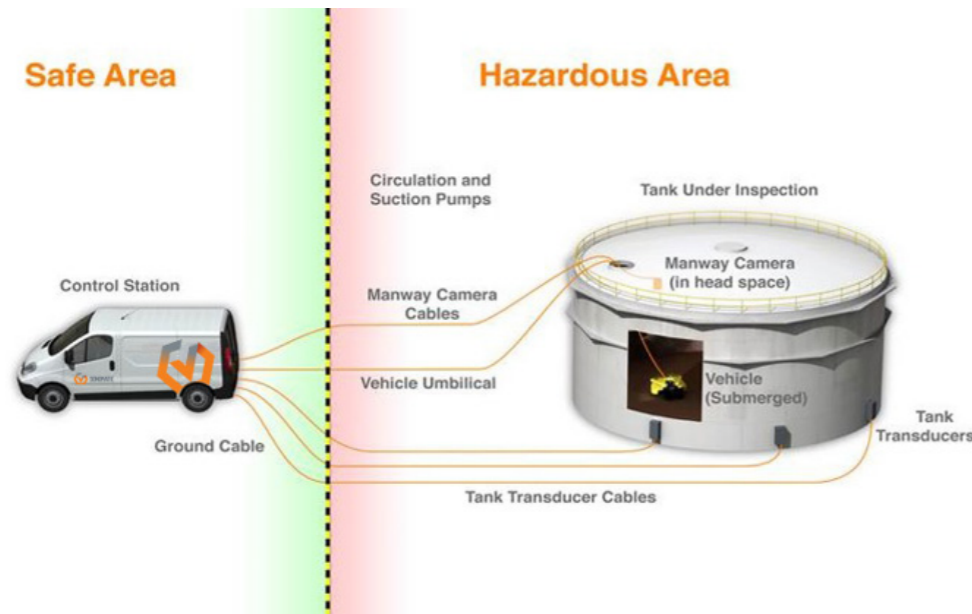 Safe Area
Hazardous Area
Circulation and
Suction Pumps
Tank Under Inspection
Control Station
Manway Camera
(in head space)
Manway Camera
Cables
Vehicle Umbilical
Vehicle
(Submerged)
Tank
Transducers
Ground Cable
Tank Transducer Cables